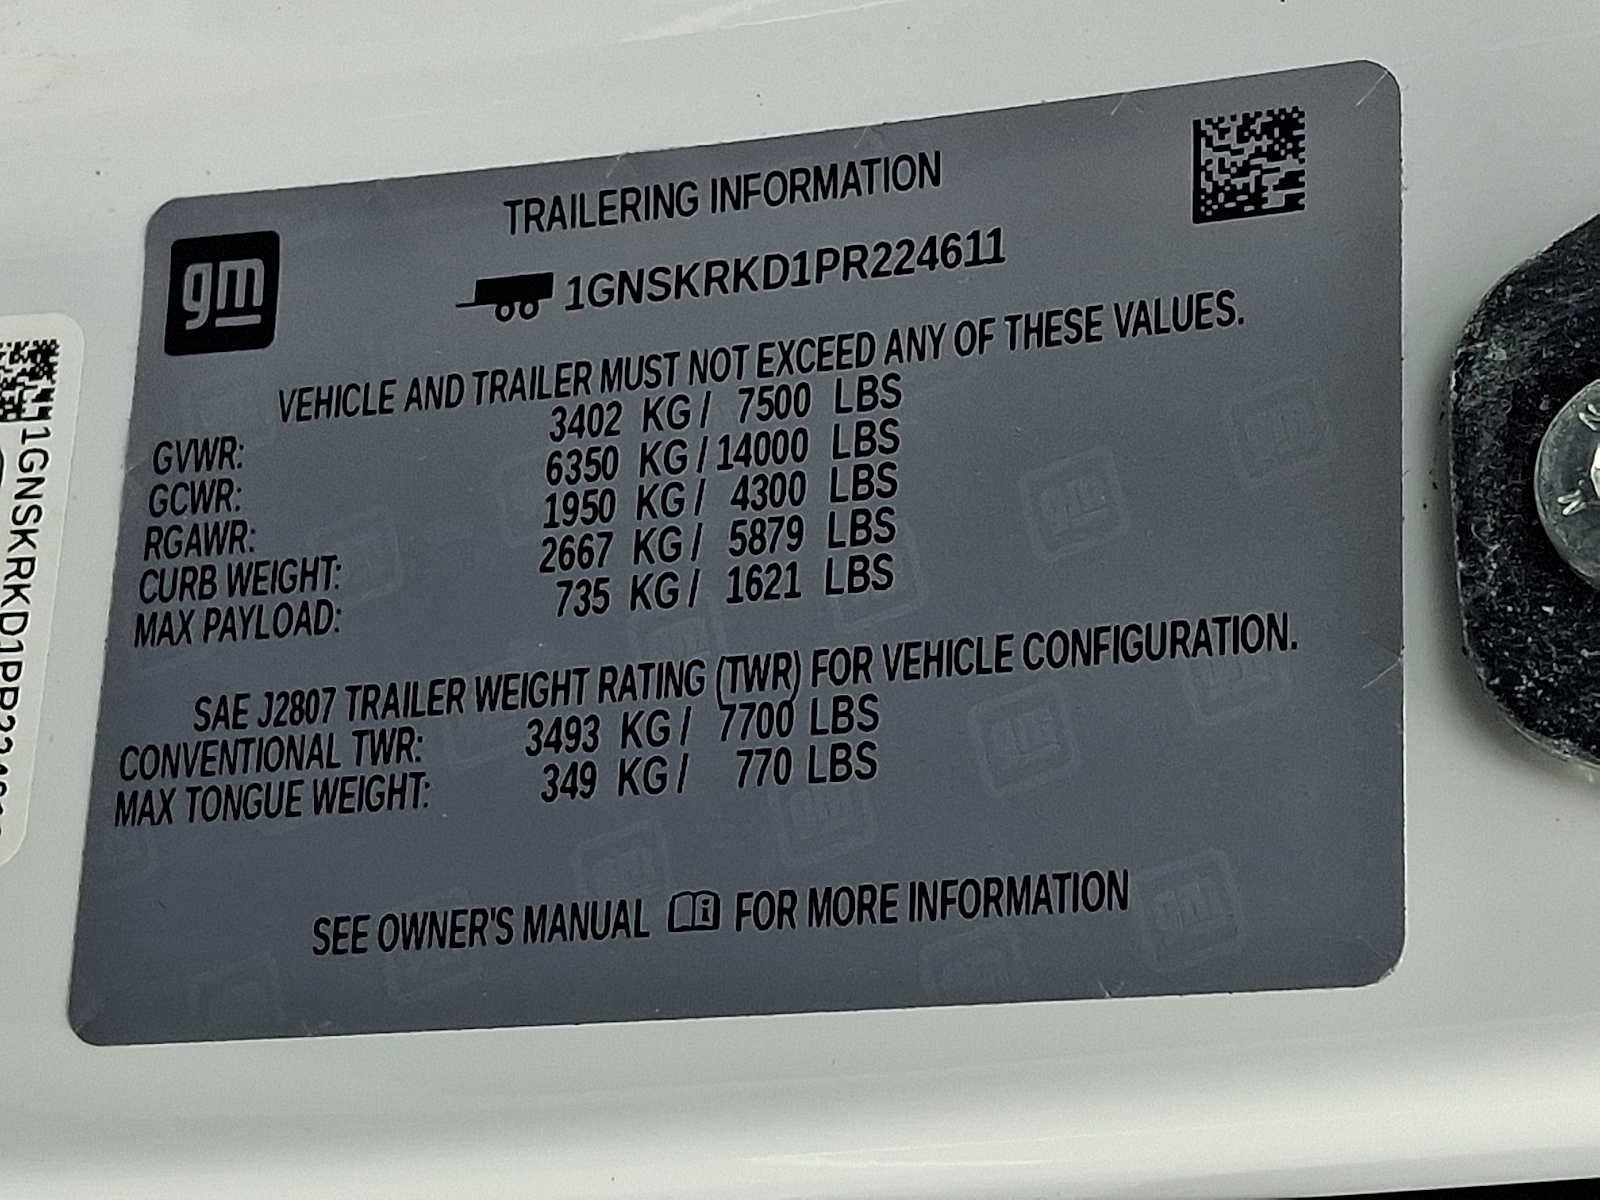 TRAILERING INFORMATION
gm
1GNSKRKD1PR224611
VEHICLE AND TRAILER MUST NOT EXCEED ANY OF THESE VALUES.
GVWR: 3402 KG / 7500 LBS
GCWR: 6350 KG / 14000 LBS
RGAWR: 1950 KG / 4300 LBS
CURB WEIGHT: 2667 KG / 5879 LBS
MAX PAYLOAD: 735 KG / 1621 LBS
SAE J2807 TRAILER WEIGHT RATING (TWR) FOR VEHICLE CONFIGURATION.
CONVENTIONAL TWR: 3493 KG / 7700 LBS
MAX TONGUE WEIGHT: 349 KG / 770 LBS
SEE OWNER'S MANUAL FOR MORE INFORMATION